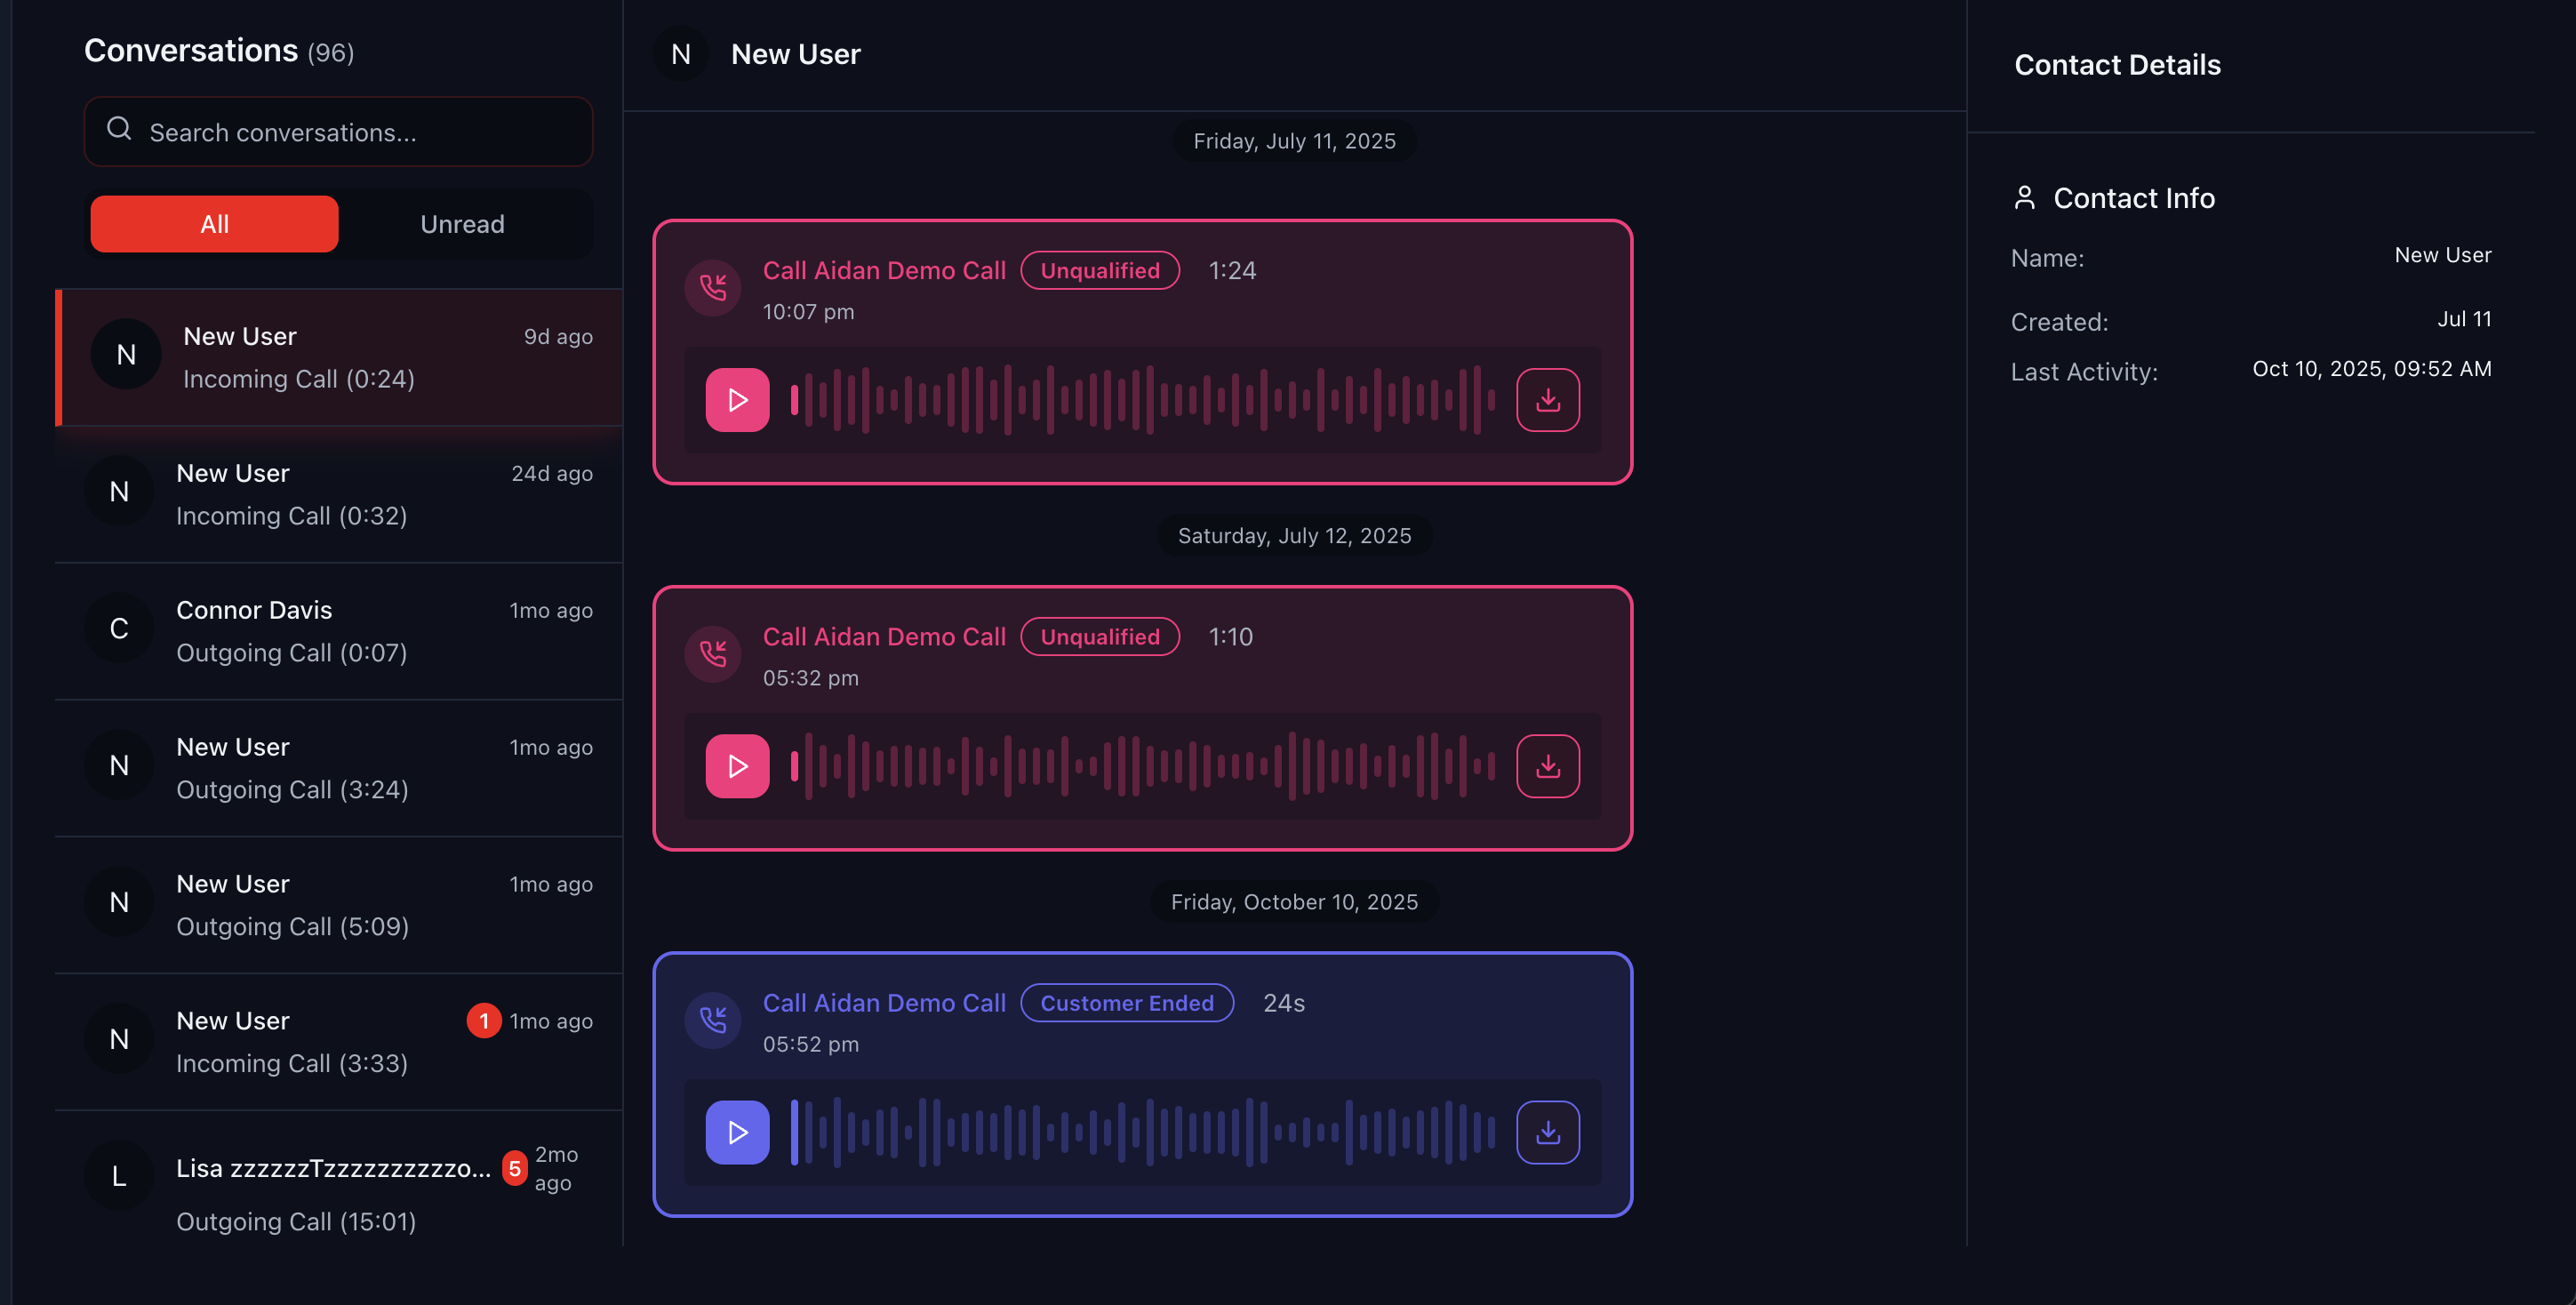 Conversations (96)
Search conversations...
All
Unread
N
New User
9d ago
Incoming Call (0:24)
N
New User
24d ago
Incoming Call (0:32)
C
Connor Davis
1mo ago
Outgoing Call (0:07)
N
New User
1mo ago
Outgoing Call (3:24)
N
New User
1mo ago
Outgoing Call (5:09)
N
New User
1
1mo ago
Incoming Call (3:33)
L
Lisa zzzzzzTzzzzzzzzzzo...
5
2mo
ago
Outgoing Call (15:01)
N
New User
Friday, July 11, 2025
Call Aidan Demo Call
Unqualified
1:24
10:07 pm
Saturday, July 12, 2025
Call Aidan Demo Call
Unqualified
1:10
05:32 pm
Friday, October 10, 2025
Call Aidan Demo Call
Customer Ended
24s
05:52 pm
Contact Details
Contact Info
Name:
New User
Created:
Jul 11
Last Activity:
Oct 10, 2025, 09:52 AM